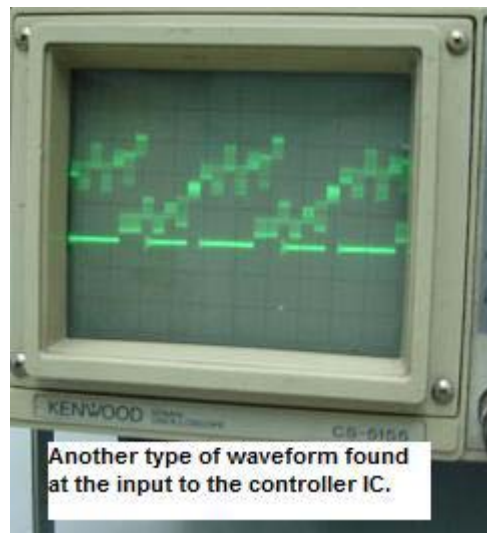 KENWOOD
CS-5155
Another type of waveform found
at the input to the controller IC.